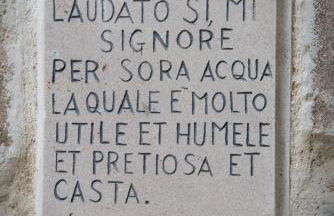 LAUDATO SI, MI
SIGNORE
PER SORA ACQUA
LA QUALE E MOLTO
UTILE ET HUMELE
ET PRETIOSA ET
CASTA.